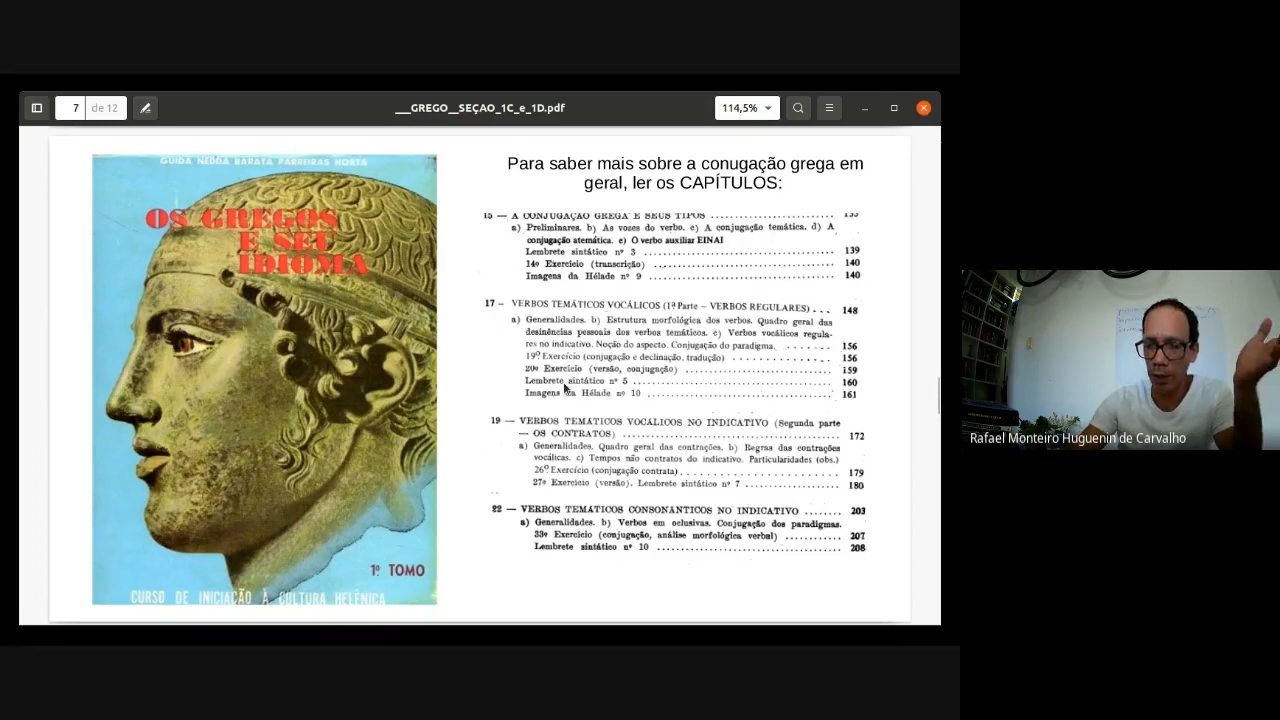 7
de 12
___GREGO__SEÇAO_1C_e_1D.pdf
114,5%
GUIDA NEDDA BARATA PARREIRAS HORTA
OS GREGOS
E SEU
IDIOMA
1º TOMO
CURSO DE INICIAÇÃO À CULTURA HELÊNICA
Para saber mais sobre a conugação grega em
geral, ler os CAPÍTULOS:
15 — A CONJUGAÇÃO GREGA E SEUS TIPOS ........................ 133
a) Preliminares. b) As vozes do verbo. c) A conjugação temática. d) A
conjugação atemática. e) O verbo auxiliar EINAI
Lembrete sintático nº 3 ........................ 139
14º Exercício (transcrição) ........................ 140
Imagens da Hélade nº 9 ........................ 140
17 – VERBOS TEMÁTICOS VOCÁLICOS (1ª Parte – VERBOS REGULARES) . . . 148
a) Generalidades. b) Estrutura morfológica dos verbos. Quadro geral das
desinências pessoais dos verbos temáticos. c) Verbos vocálicos regula-
res no indicativo. Noção do aspecto. Conjugação do paradigma. ........ 156
19º Exercício (conjugação e declinação, tradução) ................ 156
20º Exercício (versão, conjugação) ........................ 159
Lembrete sintático nº 5 ........................ 160
Imagens da Hélade nº 10 ........................ 161
19 — VERBOS TEMÁTICOS VOCÁLICOS NO INDICATIVO (Segunda parte
— OS CONTRATOS) ........................ 172
a) Generalidades. Quadro geral das contrações. b) Regras das contrações
vocálicas. c) Tempos não contratos do indicativo. Particularidades (obs.)
26º Exercício (conjugação contrata) ........................ 179
27º Exercício (versão). Lembrete sintático nº 7 ................ 180
22 — VERBOS TEMÁTICOS CONSONÂNTICOS NO INDICATIVO ........ 203
a) Generalidades. b) Verbos em oclusivas. Conjugação dos paradigmas.
33º Exercício (conjugação, análise morfológica verbal) ........... 207
Lembrete sintático nº 10 ........................ 208
Rafael Monteiro Huguenin de Carvalho